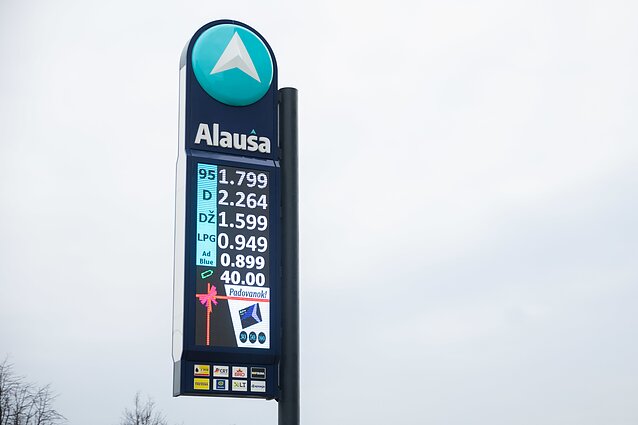 Alauša
95 1.799
D 2.264
DŽ 1.599
LPG 0.949
Ad Blue 0.899
40.00
Padovanok!